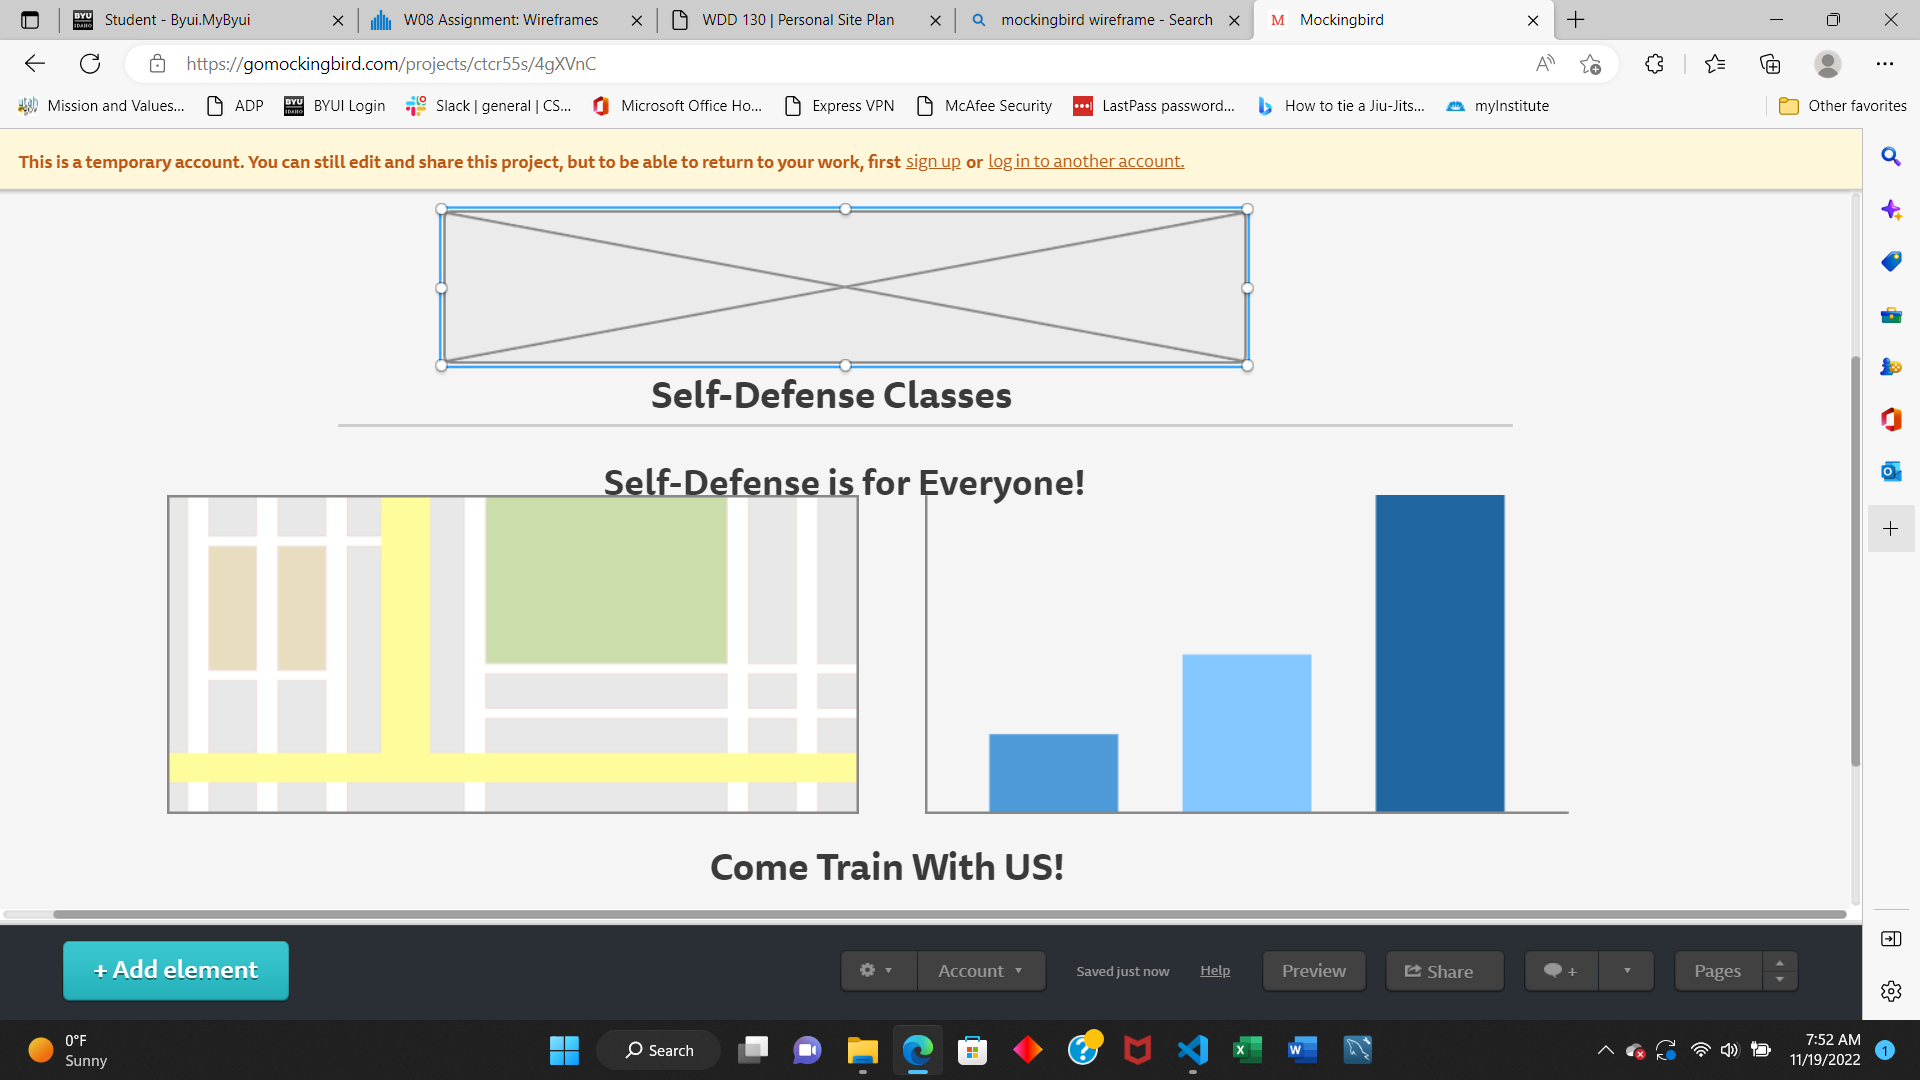 Student - Byui.MyByui
W08 Assignment: Wireframes
WDD 130 | Personal Site Plan
mockingbird wireframe - Search
M Mockingbird
https://gomockingbird.com/projects/ctcr55s/4gXVnC
Mission and Values...
ADP
BYU IDAHO
BYUI Login
Slack | general | CS...
Microsoft Office Ho...
Express VPN
McAfee Security
LastPass password...
How to tie a Jiu-Jits...
myInstitute
Other favorites
This is a temporary account. You can still edit and share this project, but to be able to return to your work, first sign up or log in to another account.
Self-Defense Classes
Self-Defense is for Everyone!
Come Train With US!
+ Add element
Account
Saved just now
Help
Preview
Share
+
Pages
0°F
Sunny
Search
7:52 AM
11/19/2022
1